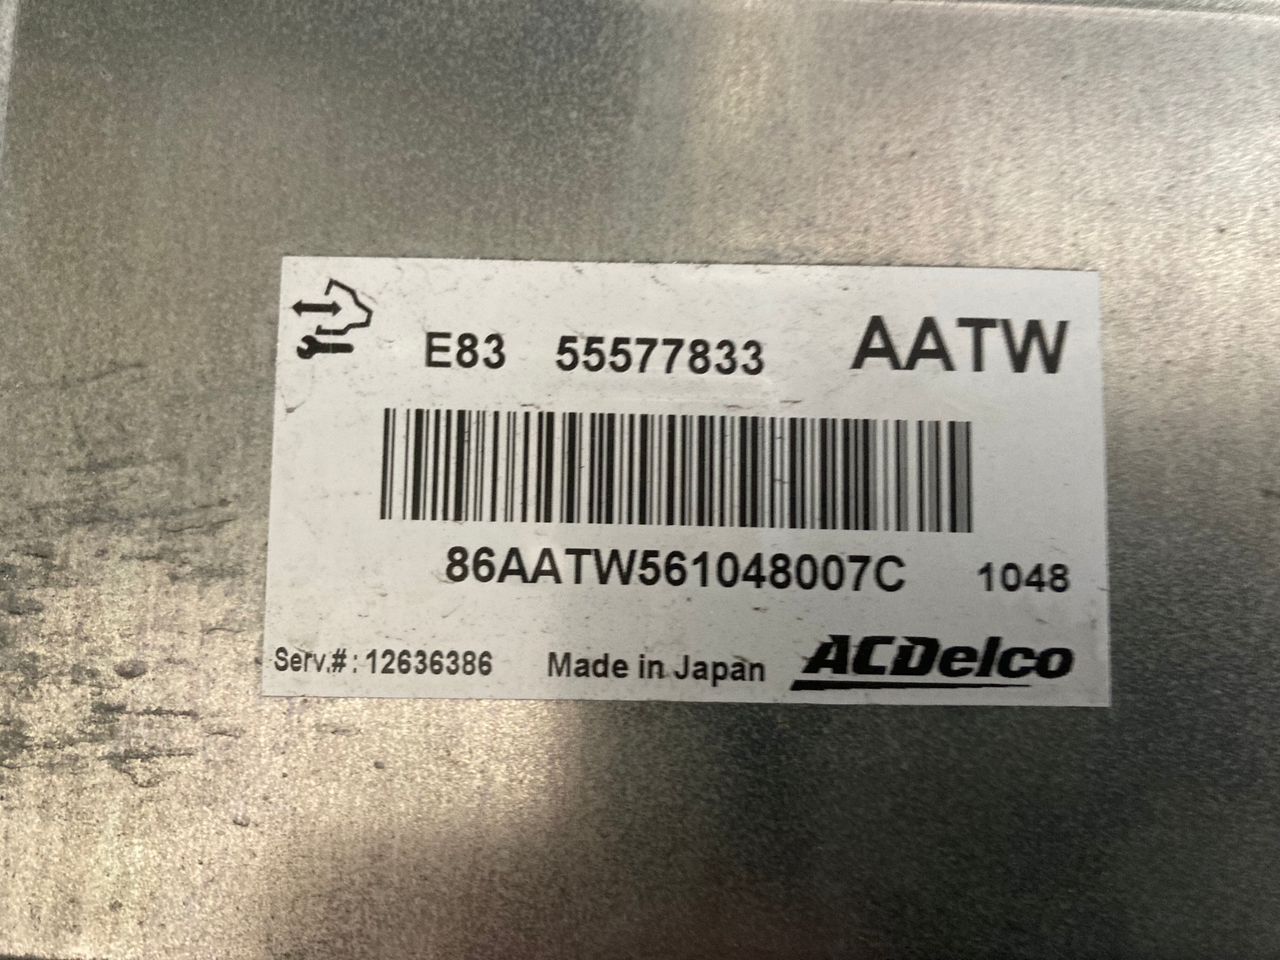 E83 55577833 AATW
86AATW561048007C 1048
Serv.#: 12636386 Made in Japan ACDelco